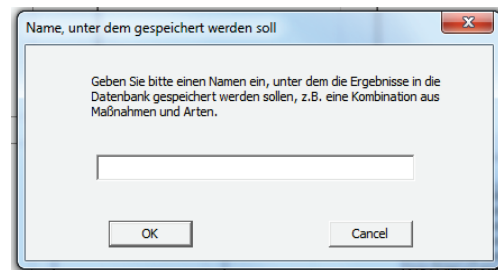 Name, unter dem gespeichert werden soll
Geben Sie bitte einen Namen ein, unter dem die Ergebnisse in die
Datenbank gespeichert werden sollen, z.B. eine Kombination aus
Maßnahmen und Arten.
OK
Cancel